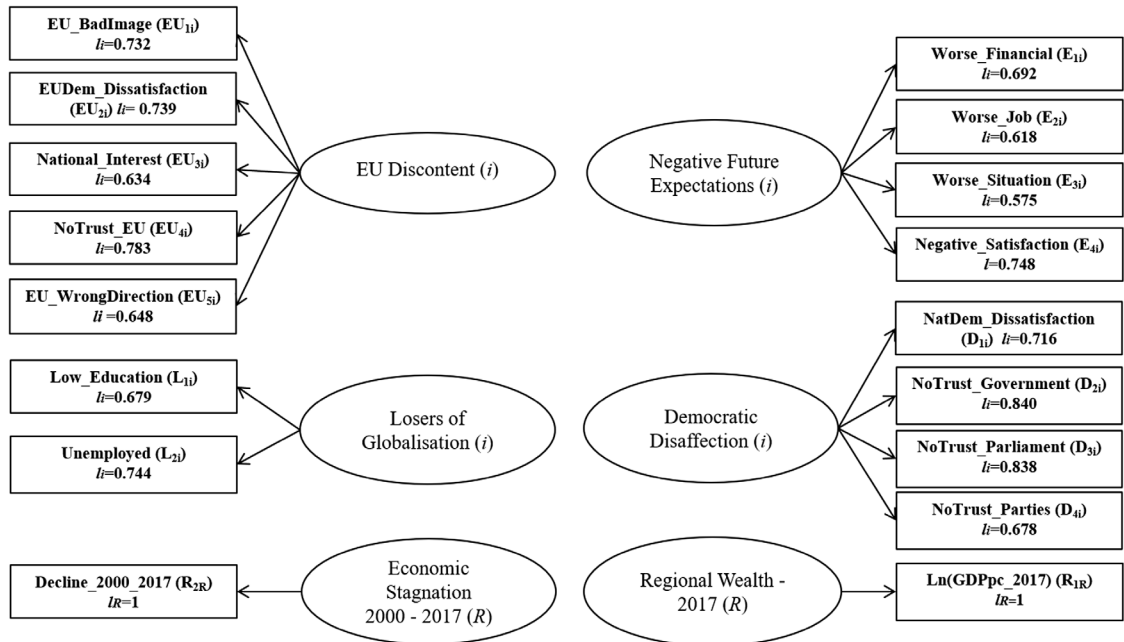 EU_BadImage (EU1i)
li=0.732
EUDem_Dissatisfaction
(EU2i) li= 0.739
National_Interest (EU3i)
li=0.634
NoTrust_EU (EU4i)
li=0.783
EU_WrongDirection (EU5i)
li =0.648
EU Discontent (i)
Negative Future
Expectations (i)
Worse_Financial (E1i)
li=0.692
Worse_Job (E2i)
li=0.618
Worse_Situation (E3i)
li=0.575
Negative_Satisfaction (E4i)
l=0.748
Low_Education (L1i)
li=0.679
Unemployed (L2i)
li=0.744
Losers of
Globalisation (i)
Democratic
Disaffection (i)
NatDem_Dissatisfaction
(D1i) li=0.716
NoTrust_Government (D2i)
li=0.840
NoTrust_Parliament (D3i)
li=0.838
NoTrust_Parties (D4i)
li=0.678
Decline_2000_2017 (R2R)
lR=1
Economic
Stagnation
2000 - 2017 (R)
Regional Wealth -
2017 (R)
Ln(GDPpc_2017) (R1R)
lR=1